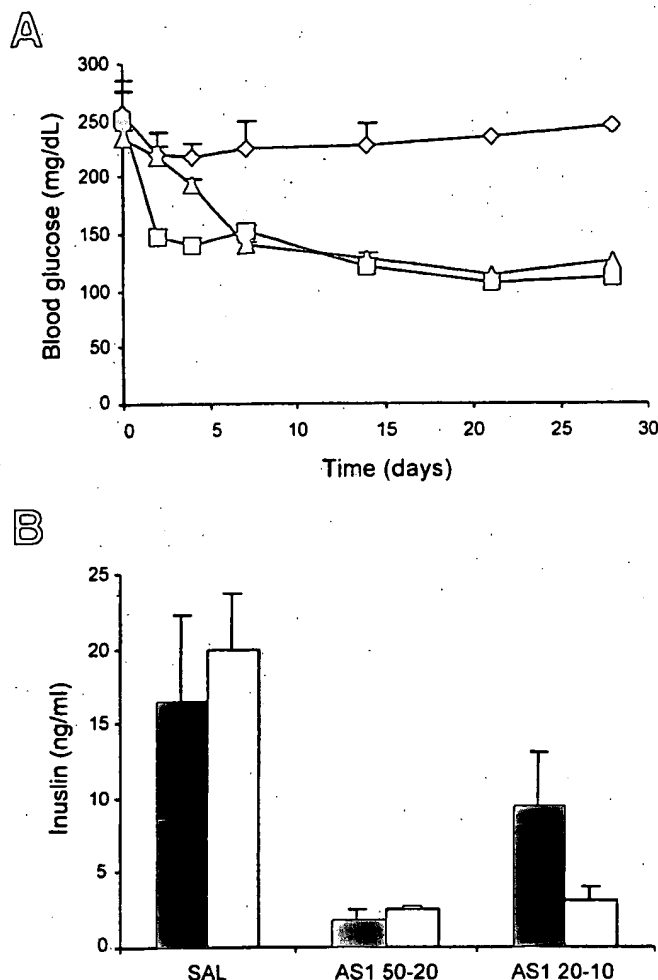 A
Blood glucose (mg/dL)
300
250
200
150
100
50
0
0 5 10 15 20 25 30
Time (days)
B
Inuslin (ng/ml)
25
20
15
10
5
0
SAL AS1 50-20 AS1 20-10